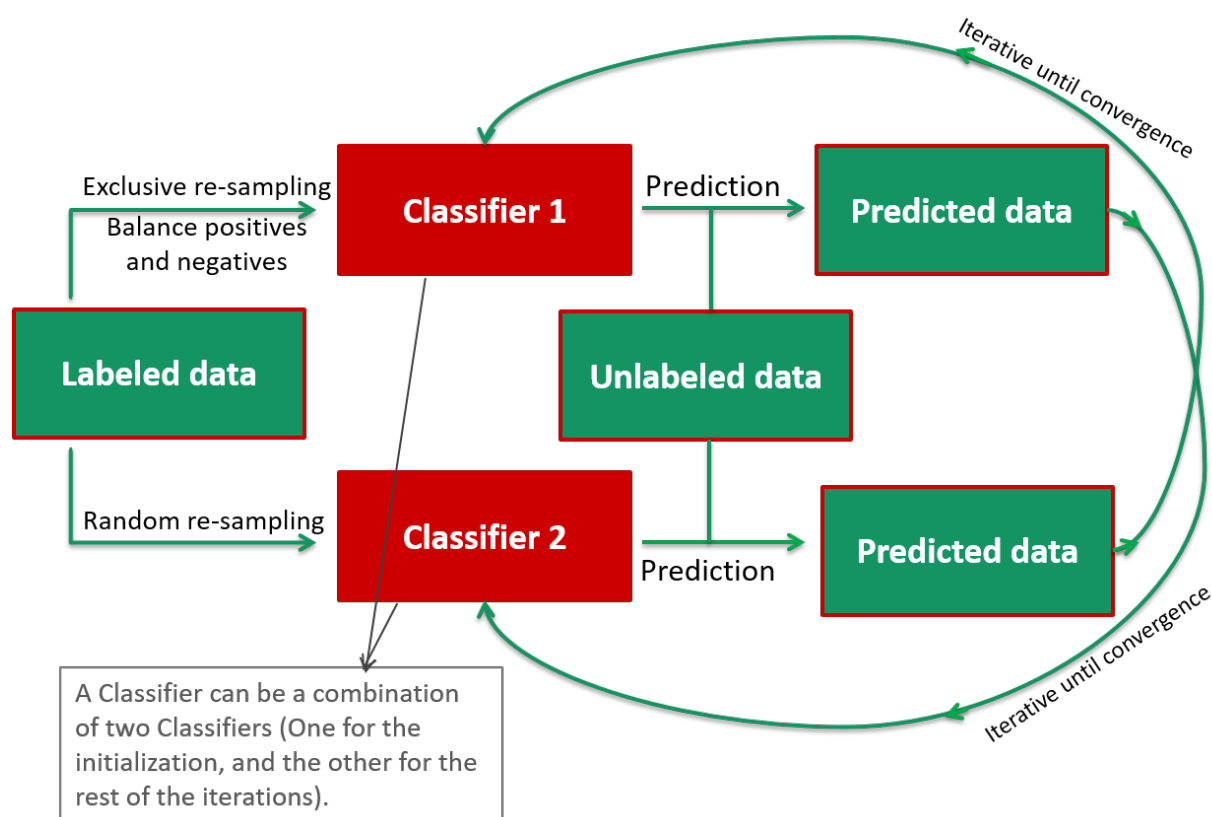 Iterative until convergence
Exclusive re-sampling
Balance positives
and negatives
Classifier 1
Prediction
Predicted data
Labeled data
Unlabeled data
Random re-sampling
Classifier 2
Prediction
Predicted data
Iterative until convergence
A Classifier can be a combination
of two Classifiers (One for the
initialization, and the other for the
rest of the iterations).